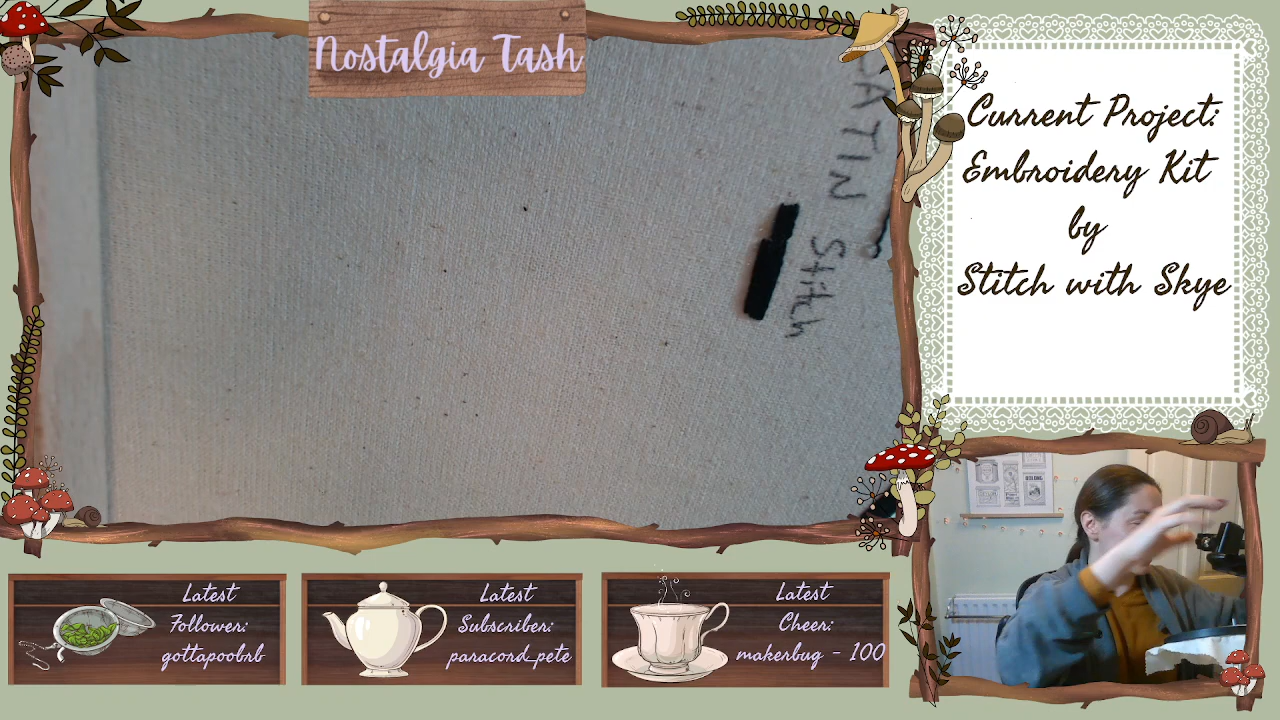 Nostalgia Tash
ATIN
Stitch
Current Project:
Embroidery Kit
by
Stitch with Skye
Latest
Follower:
gottapoobrb
Latest
Subscriber:
paracord_pete
Latest
Cheer:
makerbug - 100